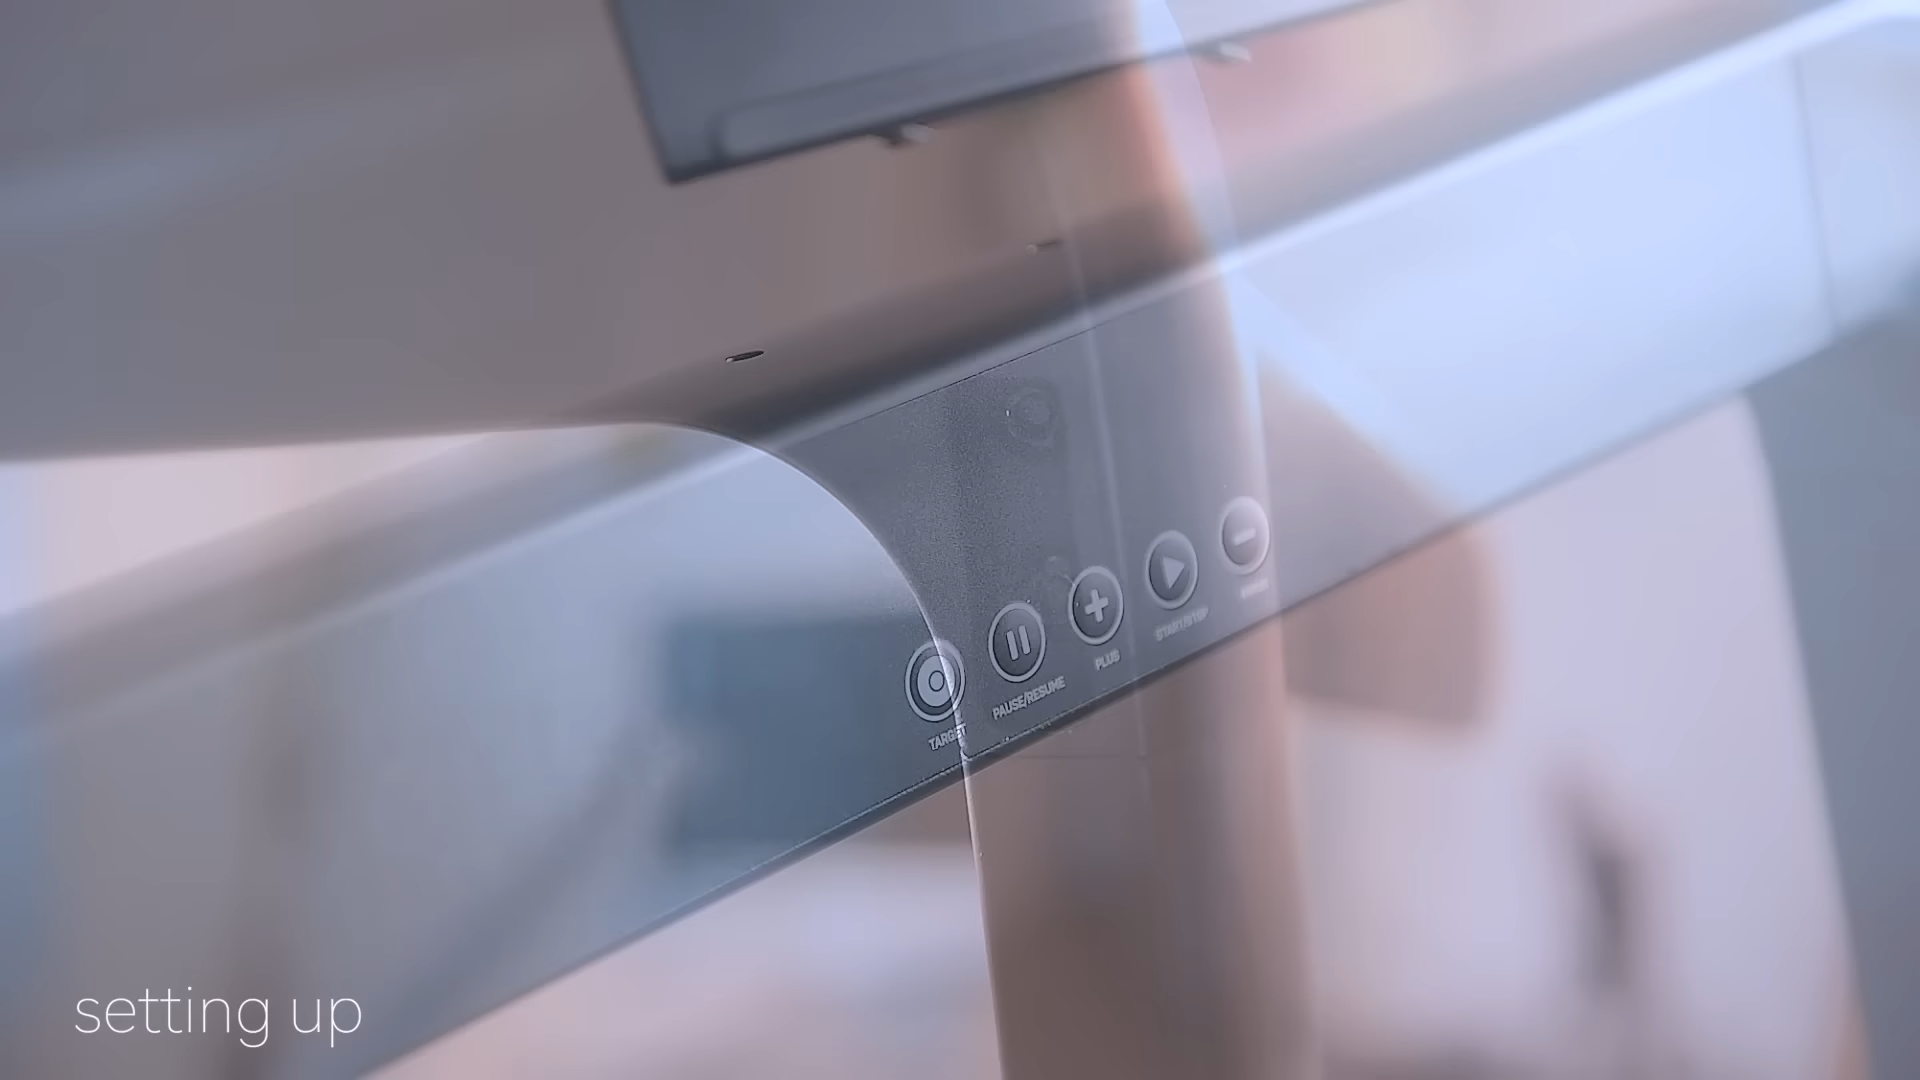 TARGET
PAUSE/RESUME
PLUS
START/STOP
setting up